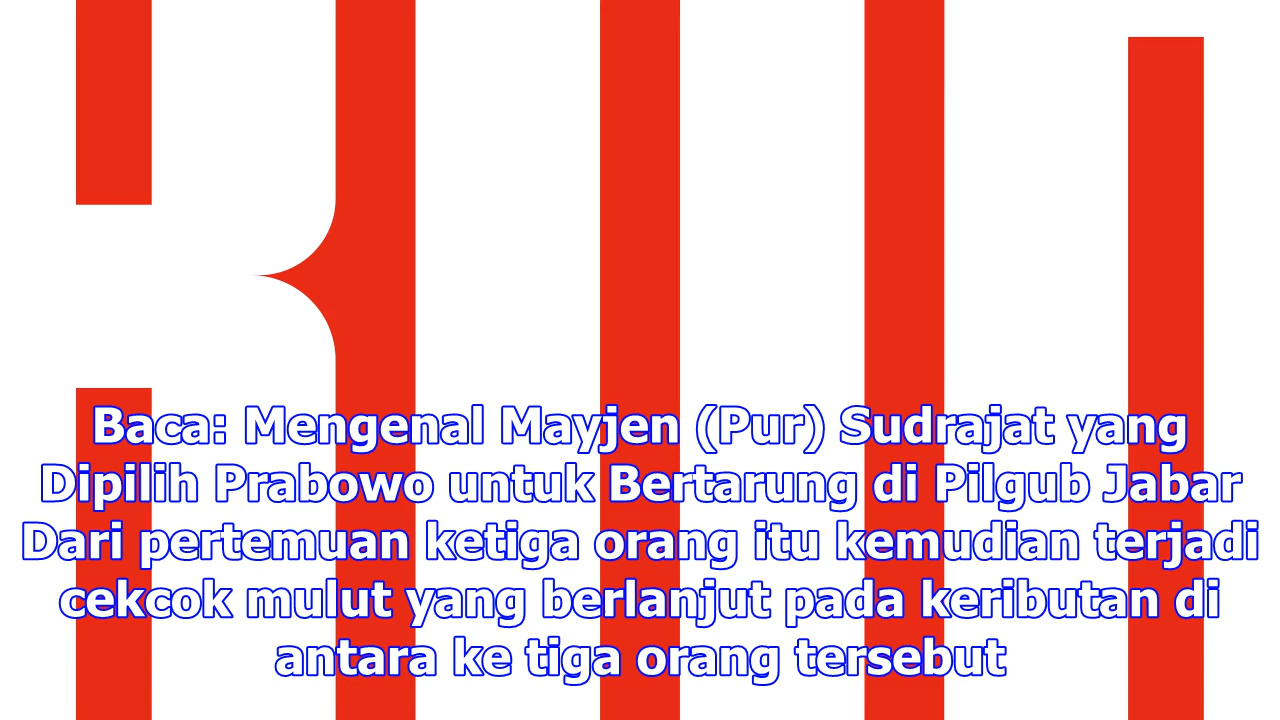 Baca: Mengenal Mayjen (Pur) Sudrajat yang
Dipilih Prabowo untuk Bertarung di Pilgub Jabar
Dari pertemuan ketiga orang itu kemudian terjadi
cekcok mulut yang berlanjut pada keributan di
antara ke tiga orang tersebut